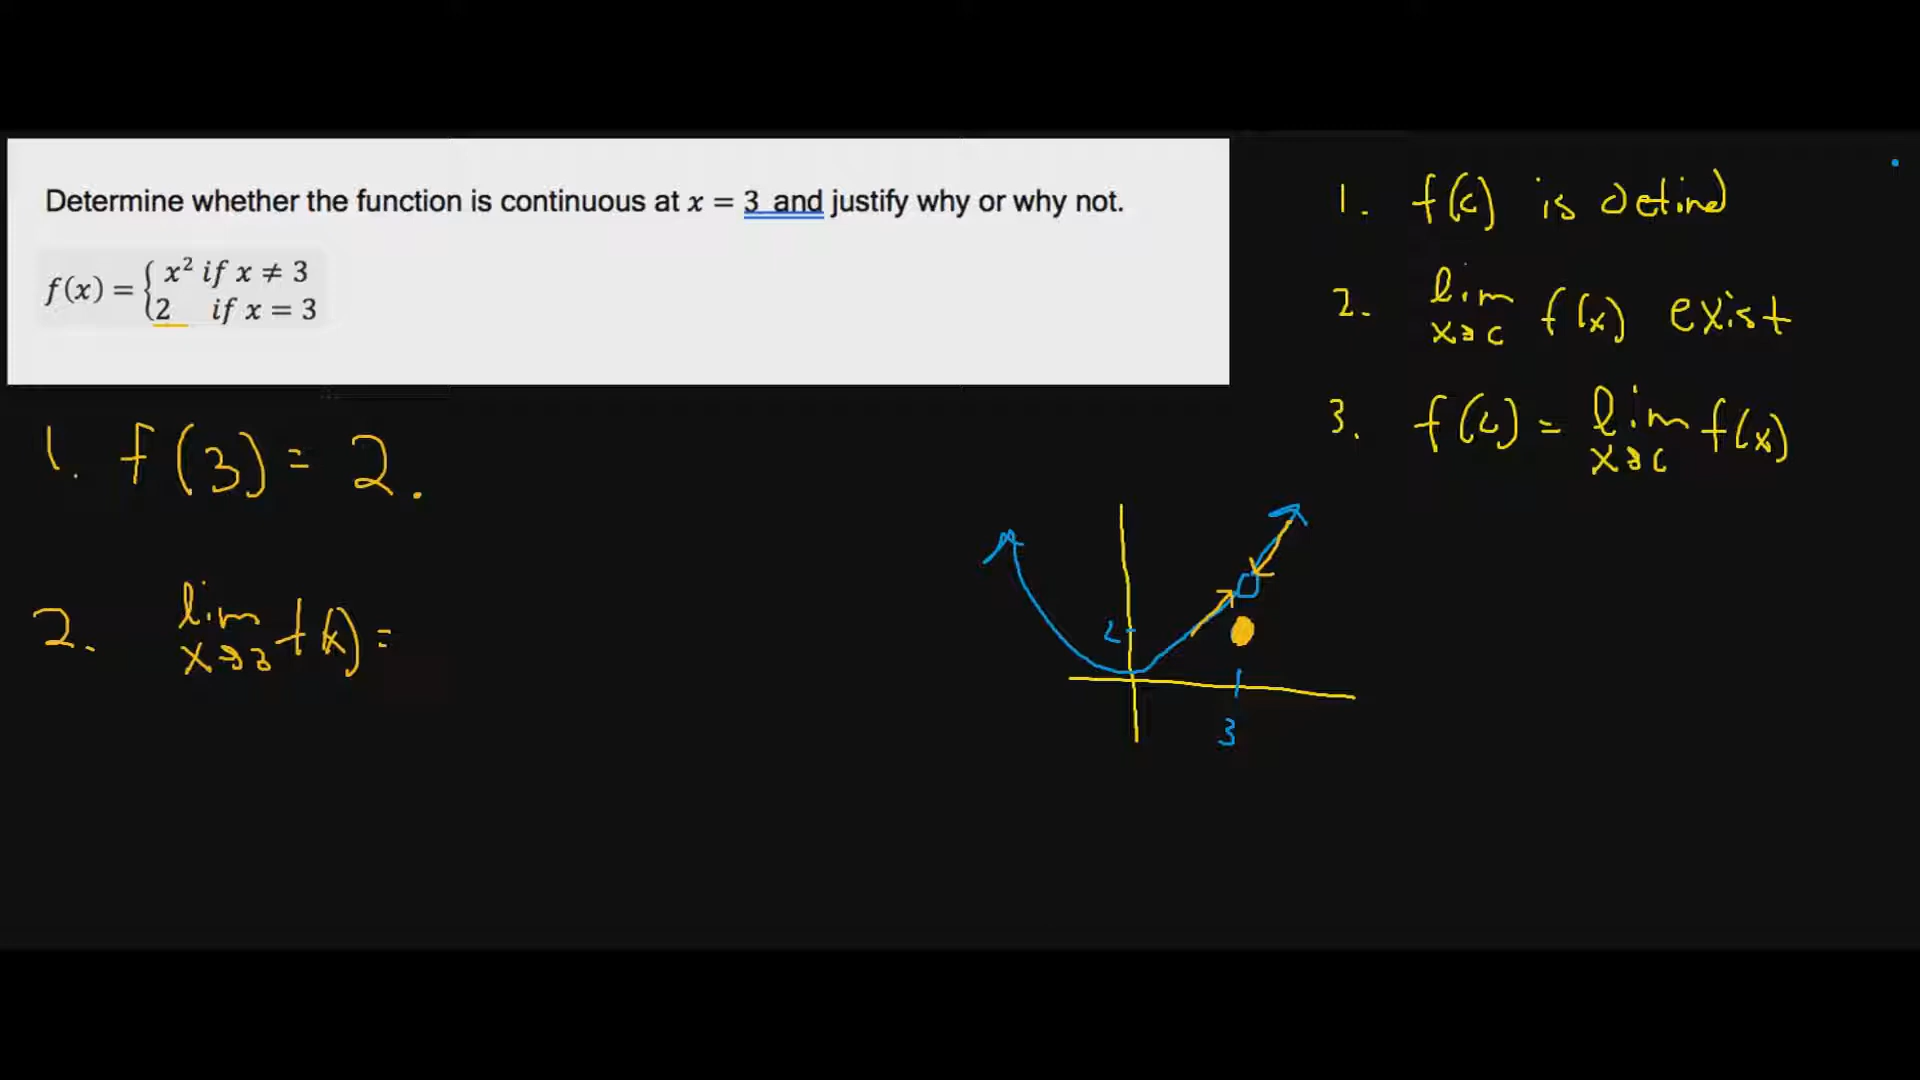 Determine whether the function is continuous at x = 3 and justify why or why not.
f(x) = { x² if x ≠ 3
2 if x = 3
1. f(c) is defined
2. lim x→c f(x) exist
3. f(c) = lim x→c f(x)
1. f(3) = 2.
2. lim x→3 f(x) =
2
3